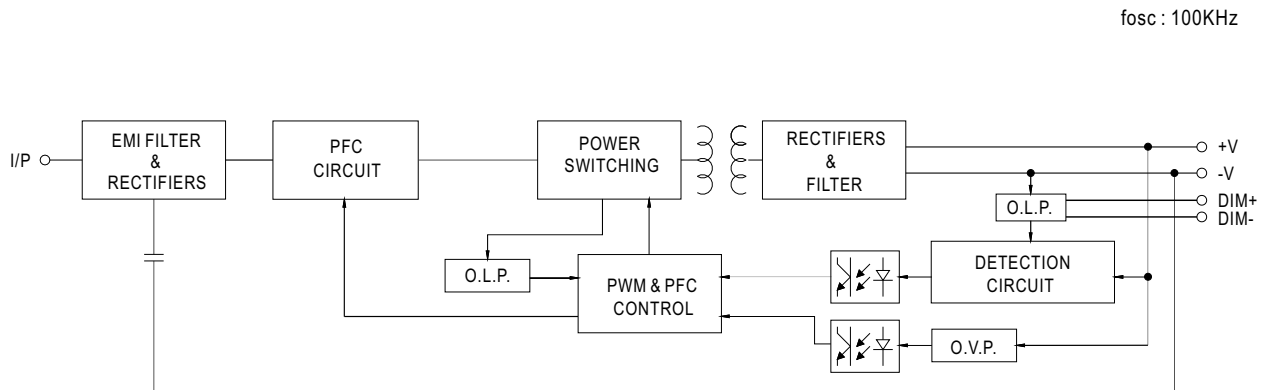 fosc : 100KHz
I/P
EMI FILTER
&
RECTIFIERS
PFC
CIRCUIT
POWER
SWITCHING
RECTIFIERS
&
FILTER
+V
-V
DIM+
DIM-
O.L.P.
O.L.P.
PWM & PFC
CONTROL
DETECTION
CIRCUIT
O.V.P.